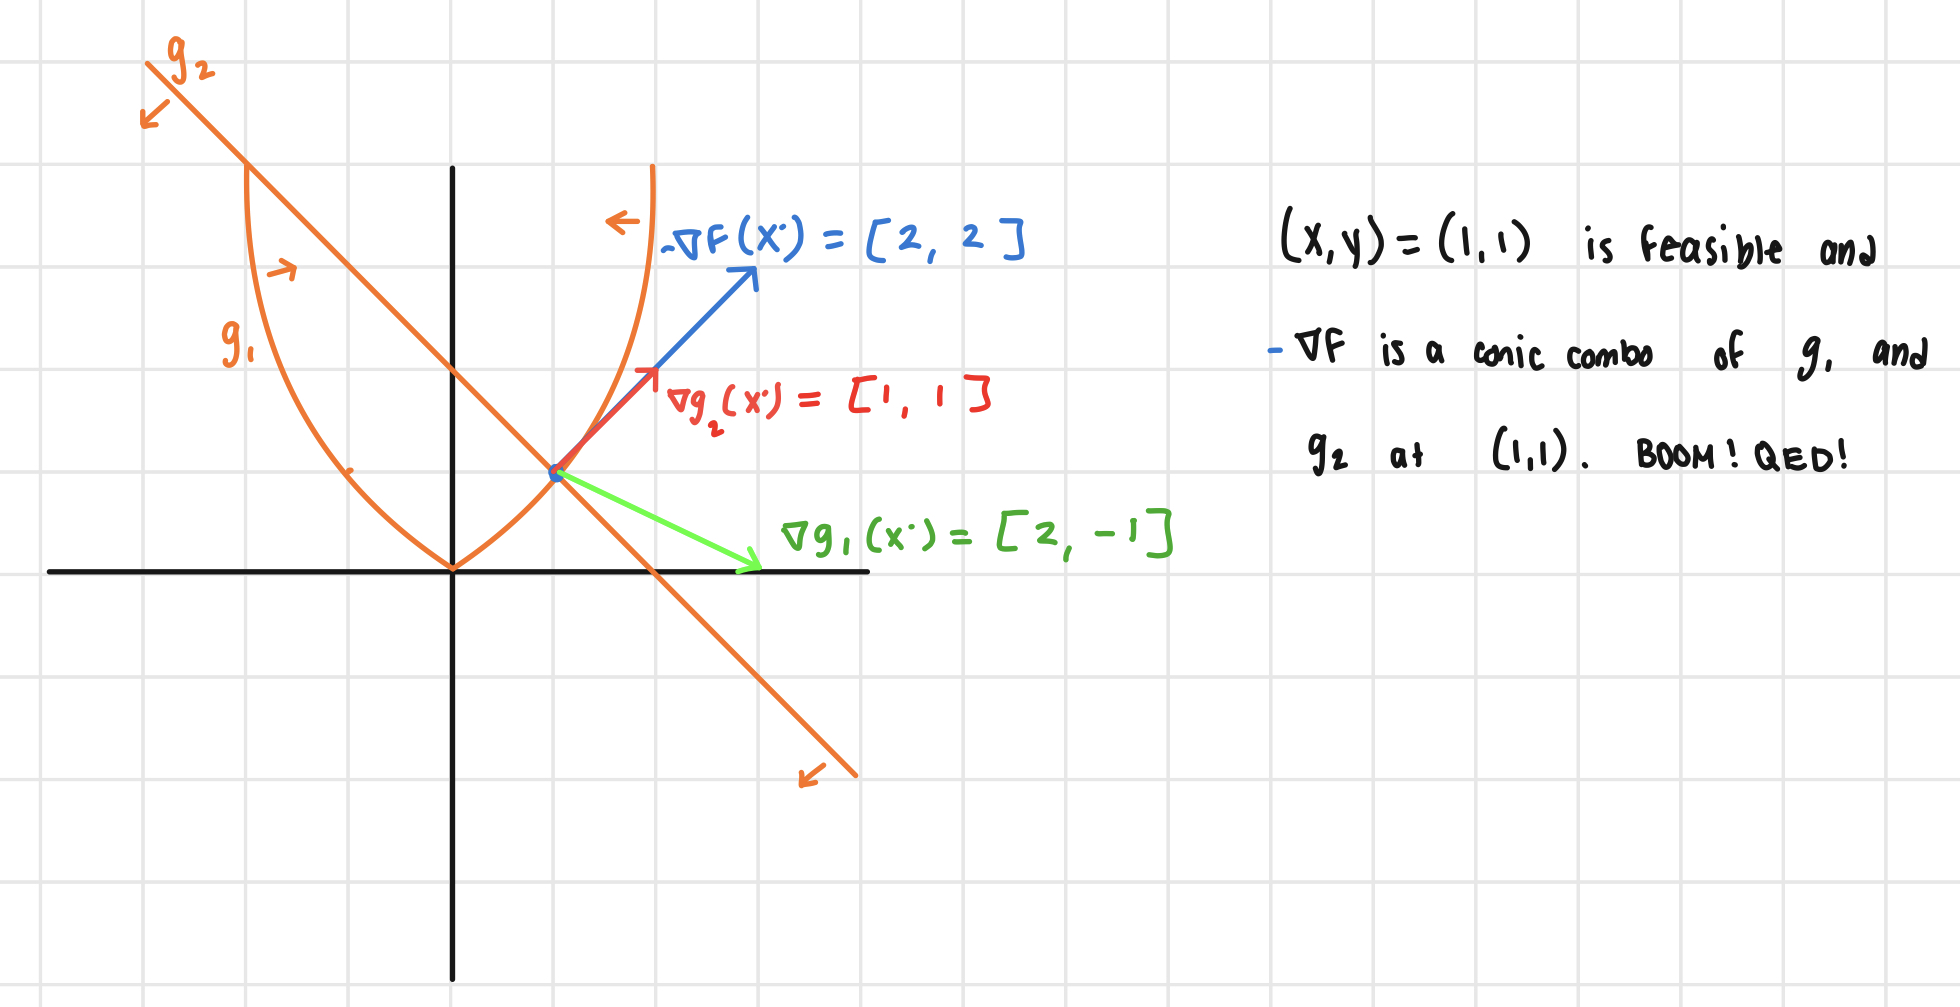 g₂
-∇F(x*) = [2, 2]
g₁
∇g₂(x*) = [1, 1]
∇g₁(x*) = [2, -1]
(x, y) = (1, 1) is feasible and
-∇F is a conic combo of g₁ and
g₂ at (1,1). BOOM! QED!